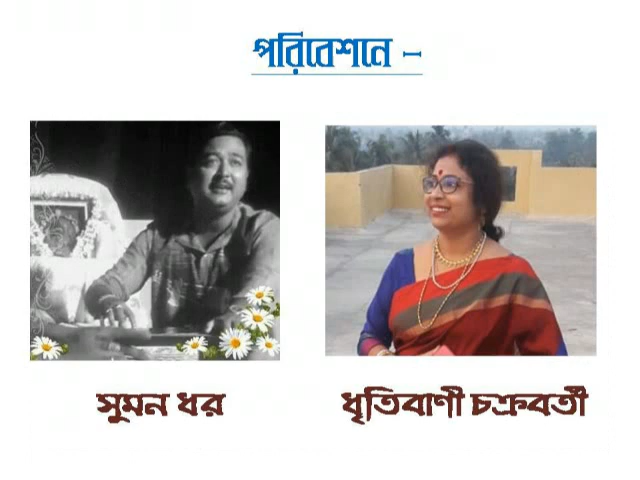 পরিবেশনে –
সুমন ধর
ধৃতিবাণী চক্রবর্তী